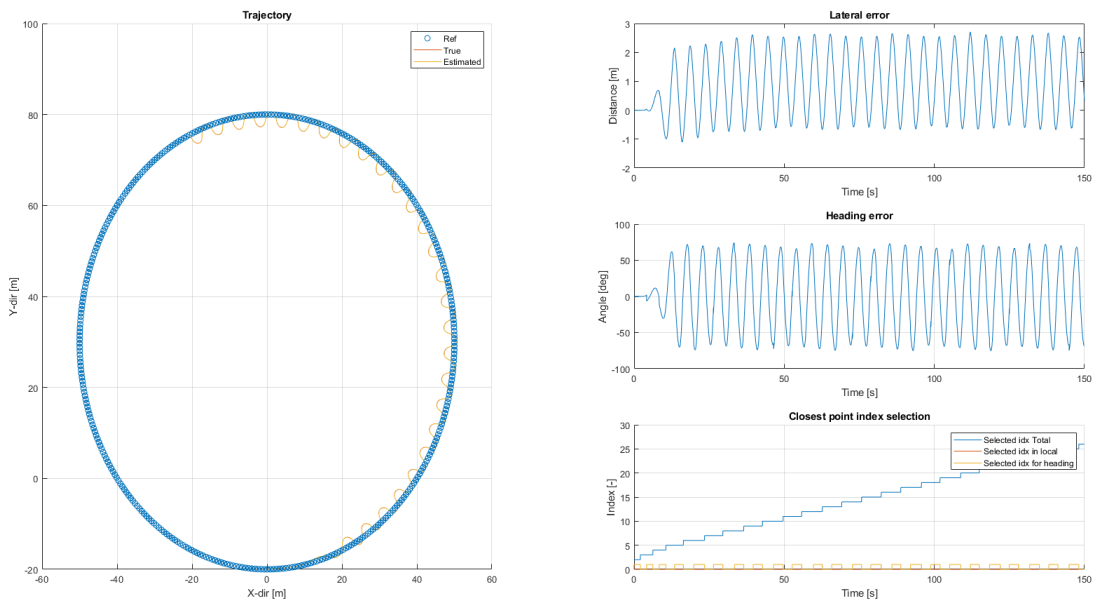 Trajectory
100
80
60
40
20
0
-20
-60
-40
-20
0
20
40
60
Y-dir [m]
X-dir [m]
Ref
True
Estimated
Lateral error
3
2
1
0
-1
-2
0
50
100
150
Distance [m]
Time [s]
Heading error
100
50
0
-50
-100
0
50
100
150
Angle [deg]
Time [s]
Closest point index selection
30
25
20
15
10
5
0
0
50
100
150
Index [-]
Time [s]
Selected idx Total
Selected idx in local
Selected idx for heading